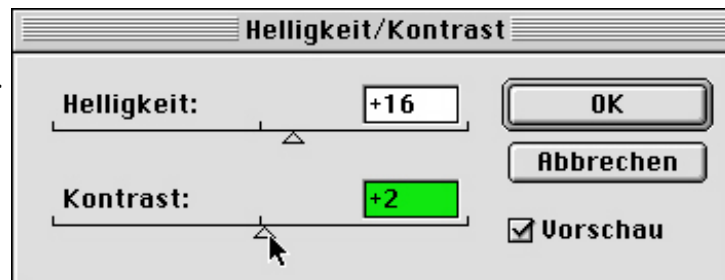 Helligkeit/Kontrast
Helligkeit: +16
OK
Abbrechen
Kontrast: +2
Vorschau